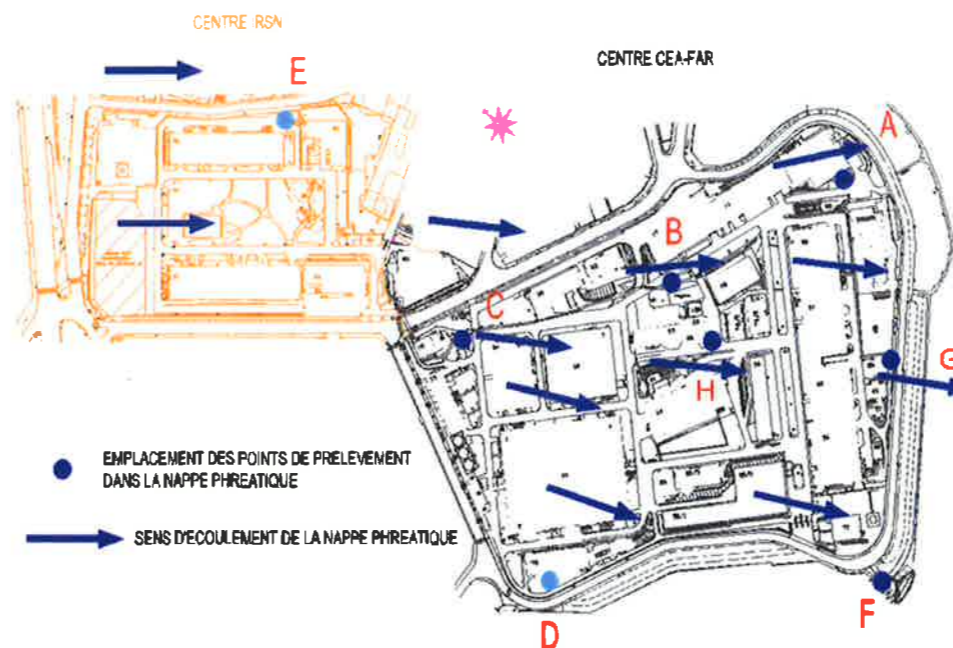 CENTRE IRSN
CENTRE CEA-FAR
E
A
B
C
G
H
EMPLACEMENT DES POINTS DE PRELEVEMENT
DANS LA NAPPE PHREATIQUE
SENS D'ECOULEMENT DE LA NAPPE PHREATIQUE
D
F